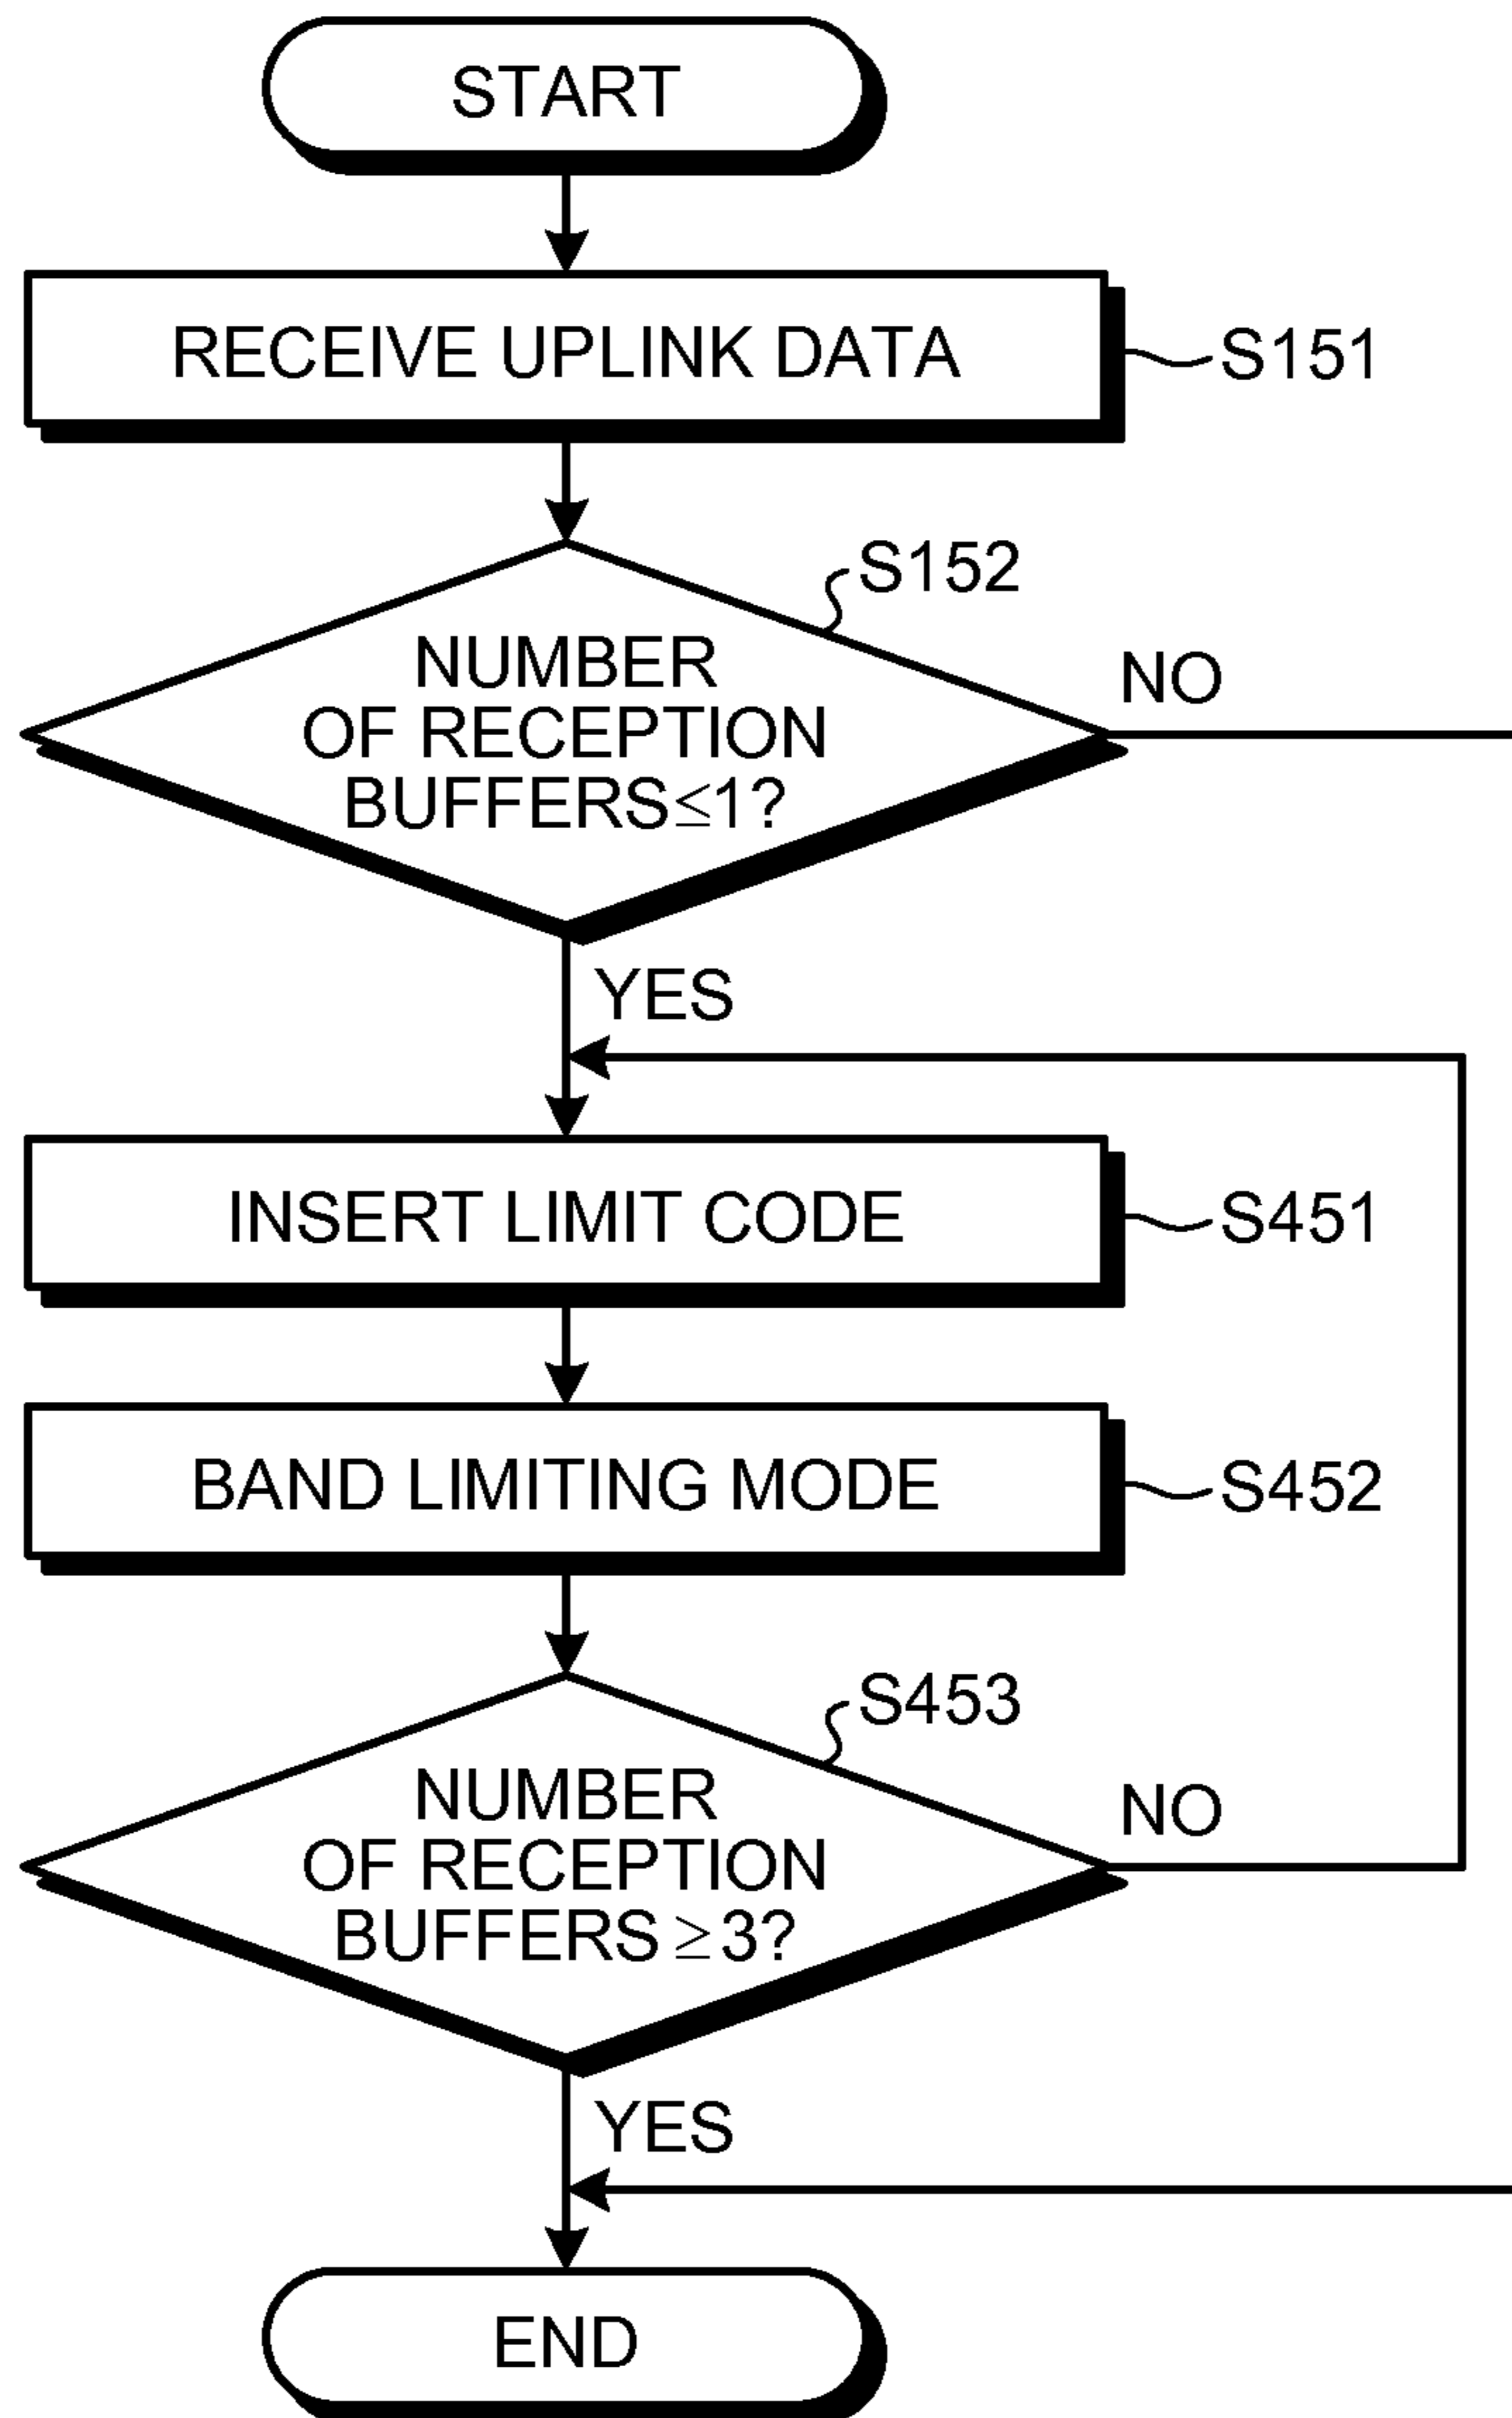 START
RECEIVE UPLINK DATA
S151
S152
NUMBER
OF RECEPTION
BUFFERS≤1?
NO
YES
INSERT LIMIT CODE
S451
BAND LIMITING MODE
S452
S453
NUMBER
OF RECEPTION
BUFFERS ≥3?
NO
YES
END